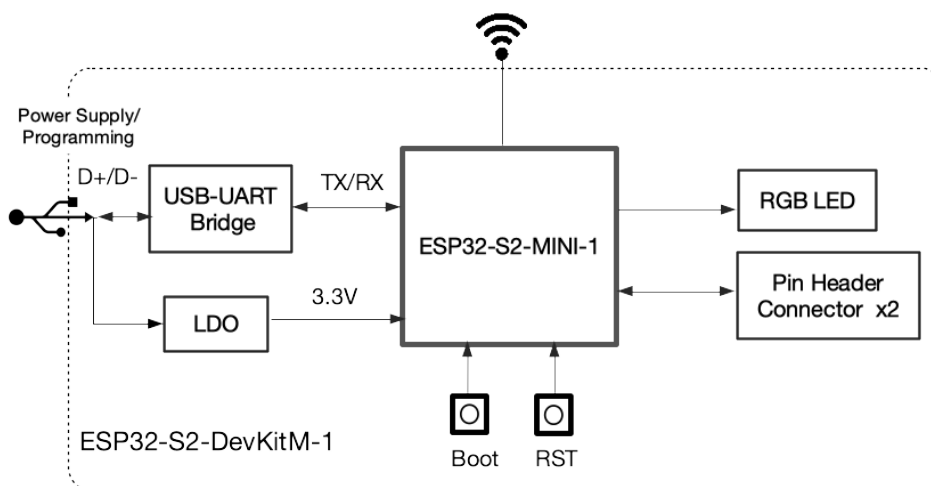 Power Supply/
Programming
D+/D-
USB-UART
Bridge
TX/RX
ESP32-S2-MINI-1
RGB LED
Pin Header
Connector x2
LDO
3.3V
Boot
RST
ESP32-S2-DevKitM-1